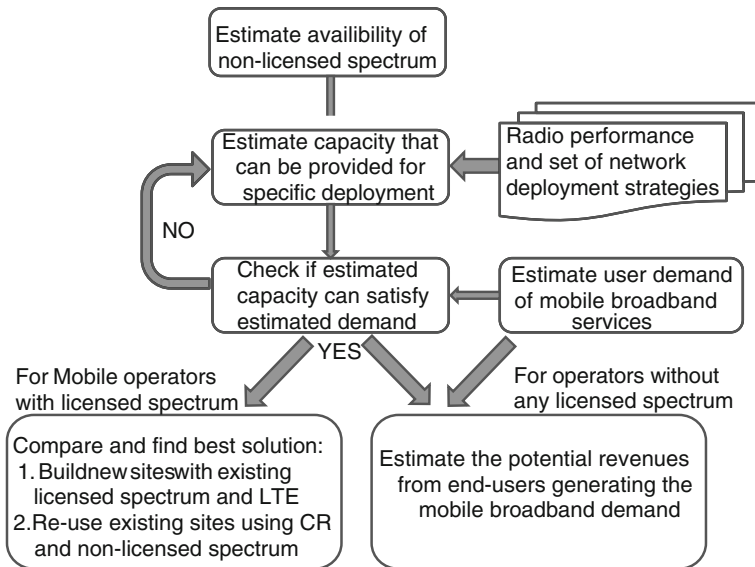 Estimate availibility of
non-licensed spectrum
Estimate capacity that
can be provided for
specific deployment
Radio performance
and set of network
deployment strategies
NO
Check if estimated
capacity can satisfy
estimated demand
Estimate user demand
of mobile broadband
services
YES
For Mobile operators
with licensed spectrum
For operators without
any licensed spectrum
Compare and find best solution:
1. Buildnew siteswith existing
licensed spectrum and LTE
2.Re-use existing sites using CR
and non-licensed spectrum
Estimate the potential revenues
from end-users generating the
mobile broadband demand